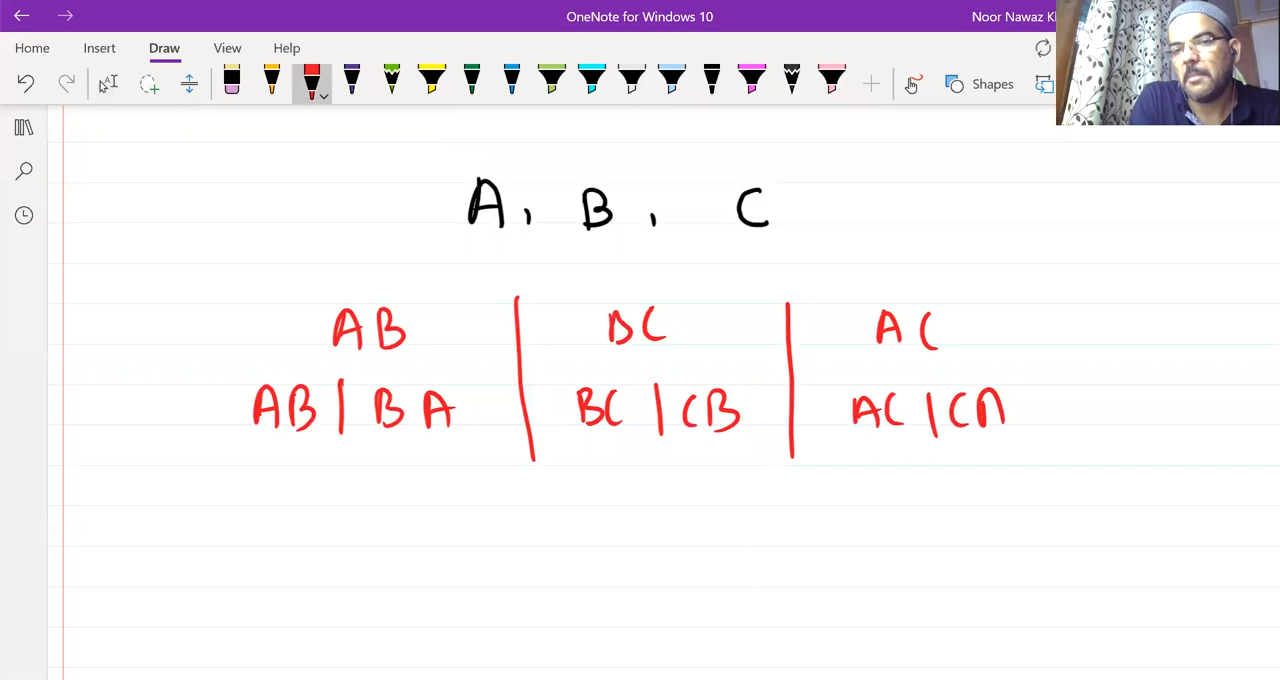 OneNote for Windows 10
Noor Nawaz Kh
Home Insert Draw View Help
Shapes
A, B, C
AB | BC | AC
AB | BA | BC | CB | AC | CA